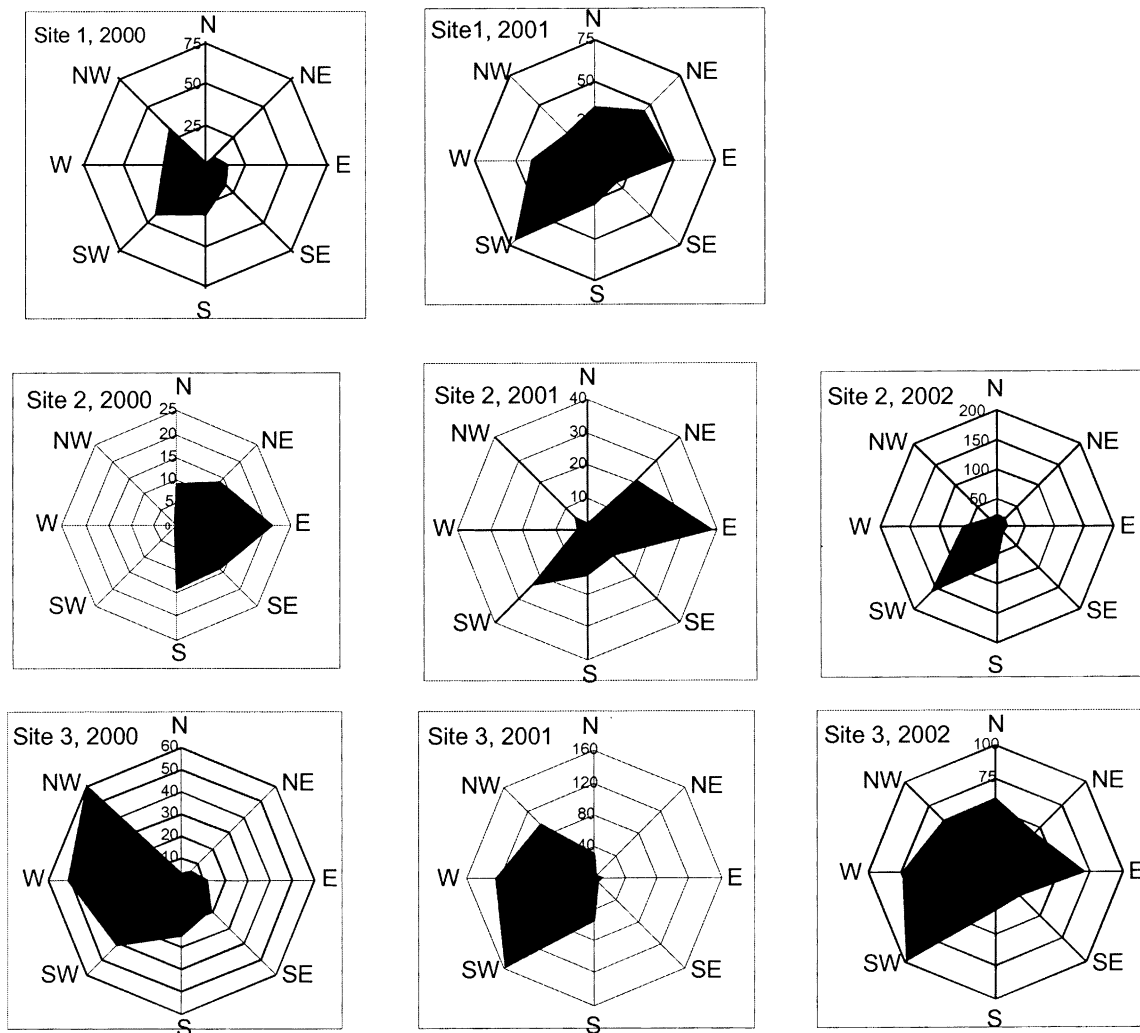 Site 1, 2000
N
75
50
25
NW
NE
W
E
SW
SE
S
Site1, 2001
N
75
50
NW
NE
W
E
SW
SE
S
Site 2, 2000
N
25
20
15
10
5
0
NW
NE
W
E
SW
SE
S
Site 2, 2001
N
40
30
20
10
NW
NE
W
E
SW
SE
S
Site 2, 2002
N
200
150
100
50
NW
NE
W
E
SW
SE
S
Site 3, 2000
N
60
50
40
30
20
10
NW
NE
W
E
SW
SE
S
Site 3, 2001
N
160
120
80
40
NW
NE
W
E
SW
SE
S
Site 3, 2002
N
100
75
NW
NE
W
E
SW
SE
S